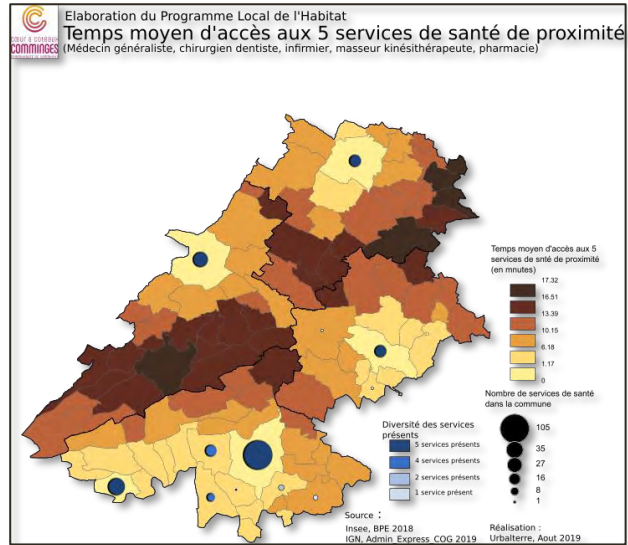 Elaboration du Programme Local de l'Habitat
Temps moyen d'accès aux 5 services de santé de proximité
(Médecin généraliste, chirurgien dentiste, infirmier, masseur kinésithérapeute, pharmacie)
cœur & coteaux
COMMINGES
Temps moyen d'accès aux 5
services de snté de proximité
(en mnutes)
17.32
16.51
13.39
10.15
6.18
1.17
0
Nombre de services de santé
dans la commune
105
35
27
16
8
1
Diversité des services
présents
5 services présents
4 services présents
2 services présents
1 service présent
Source :
Insee, BPE 2018
IGN, Admin_Express_COG 2019
Réalisation :
Urbalterre, Aout 2019